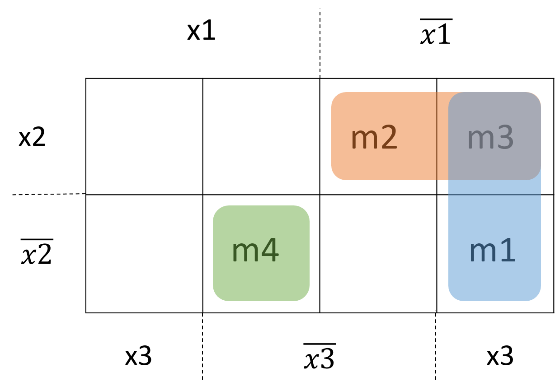 x1 x̅1̅
x2 m2 m3
x̅2̅ m4 m1
x3 x̅3̅ x3